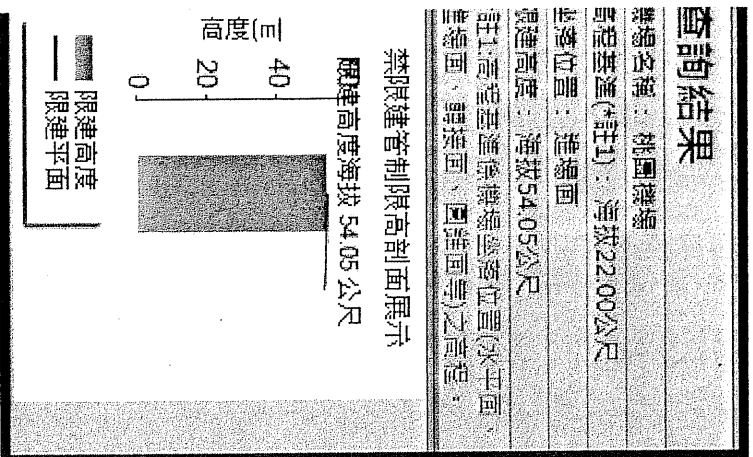 查詢結果
機場名稱：桃園機場
高程基準(*註1)：海拔22.00公尺
坐落位置：進場面
限建高度：海拔54.05公尺
註1:高程基準係機場坐落位置(水平面、
進場面、轉接面、圓錐面等)之高程。
禁限建管制限高剖面展示
限建高度海拔 54.05 公尺
高度(m)
40
20
0
限建高度
限建平面